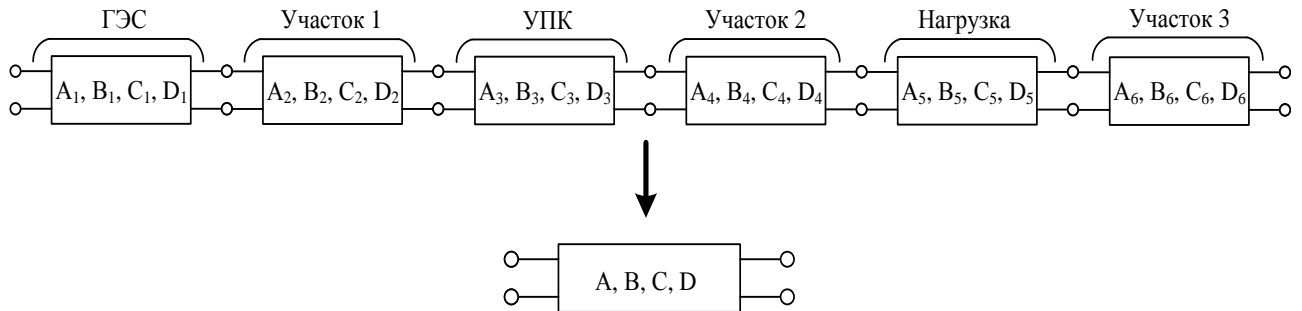 ГЭС Участок 1 УПК Участок 2 Нагрузка Участок 3
A₁, B₁, C₁, D₁ A₂, B₂, C₂, D₂ A₃, B₃, C₃, D₃ A₄, B₄, C₄, D₄ A₅, B₅, C₅, D₅ A₆, B₆, C₆, D₆
A, B, C, D